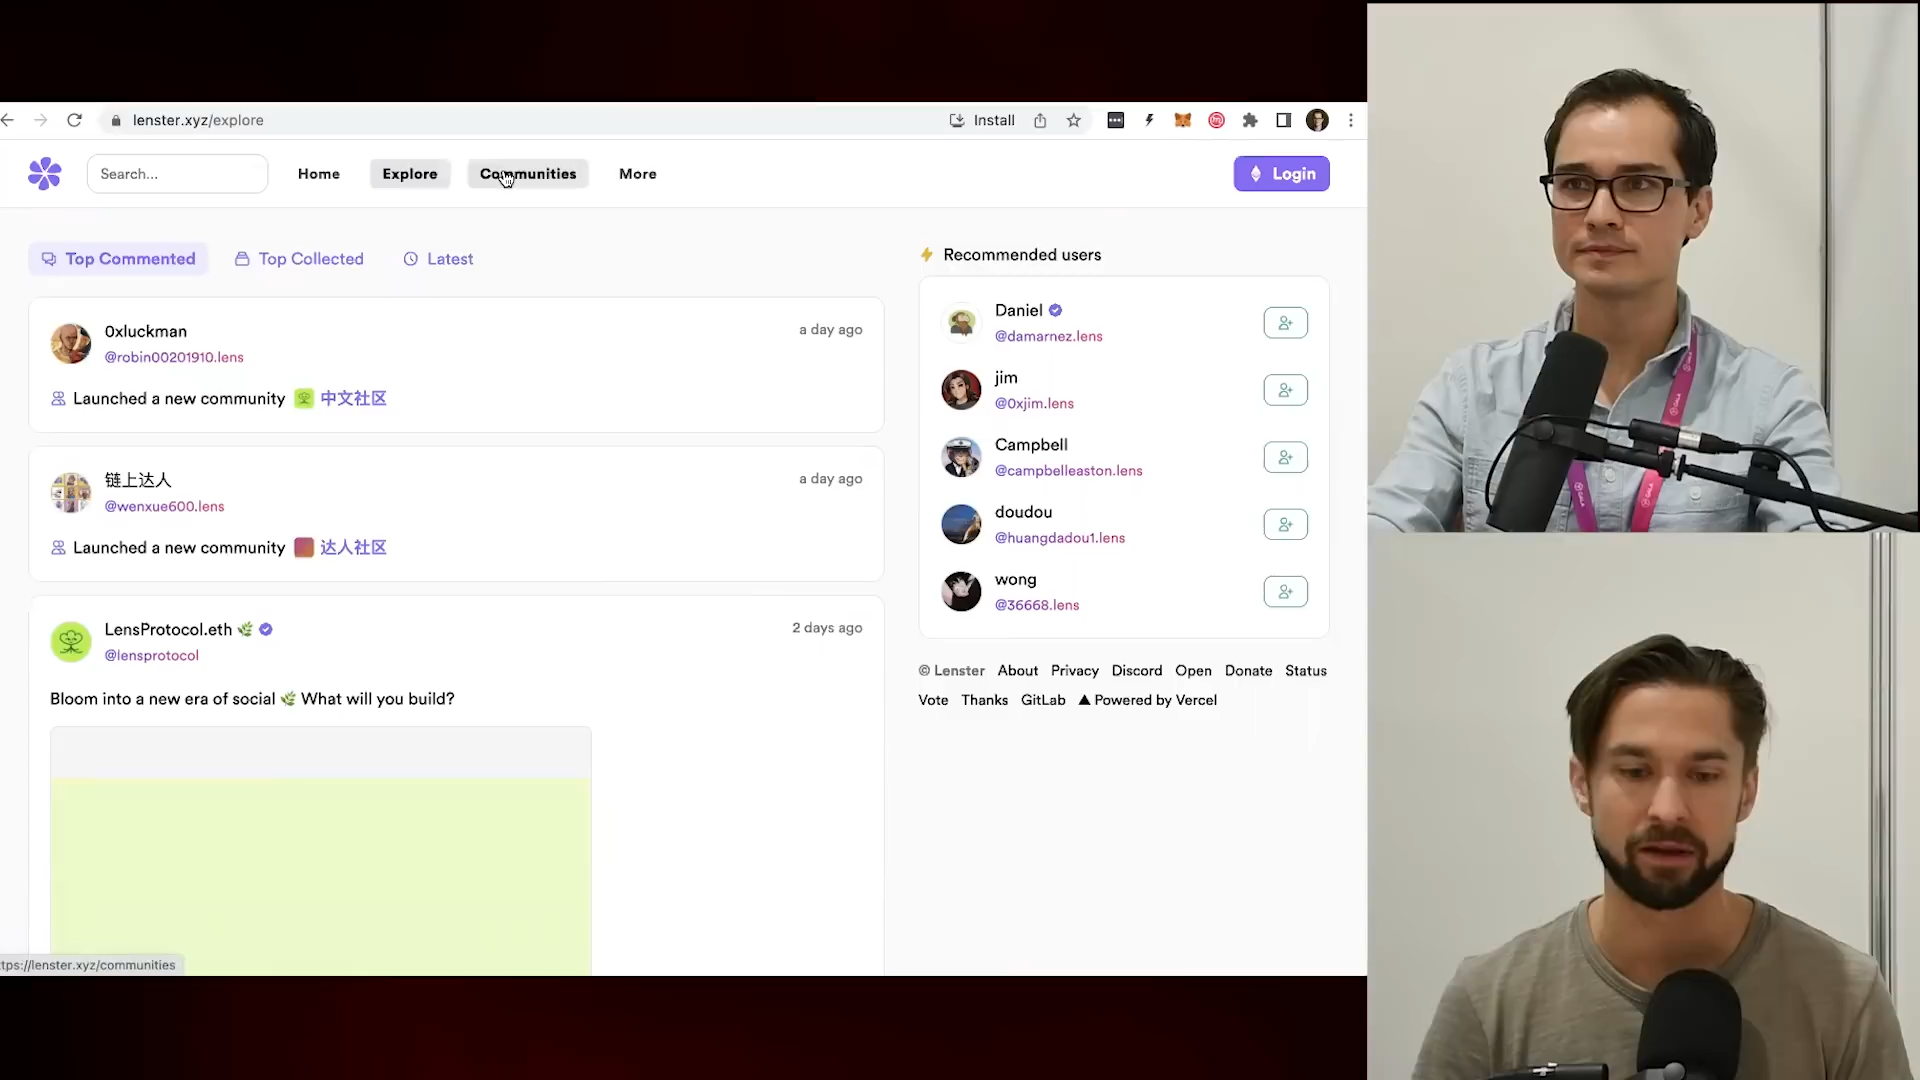 lenster.xyz/explore
Install
Search...
Home
Explore
Communities
More
Login
Top Commented
Top Collected
Latest
0xluckman
a day ago
@robin00201910.lens
Launched a new community 中文社区
链上达人
a day ago
@wenxue600.lens
Launched a new community 达人社区
LensProtocol.eth
2 days ago
@lensprotocol
Bloom into a new era of social What will you build?
Recommended users
Daniel
@damarnez.lens
jim
@0xjim.lens
Campbell
@campbelleaston.lens
doudou
@huangdadou1.lens
wong
@36668.lens
© Lenster About Privacy Discord Open Donate Status
Vote Thanks GitLab Powered by Vercel
tps://lenster.xyz/communities
GALA
GALA
GALA